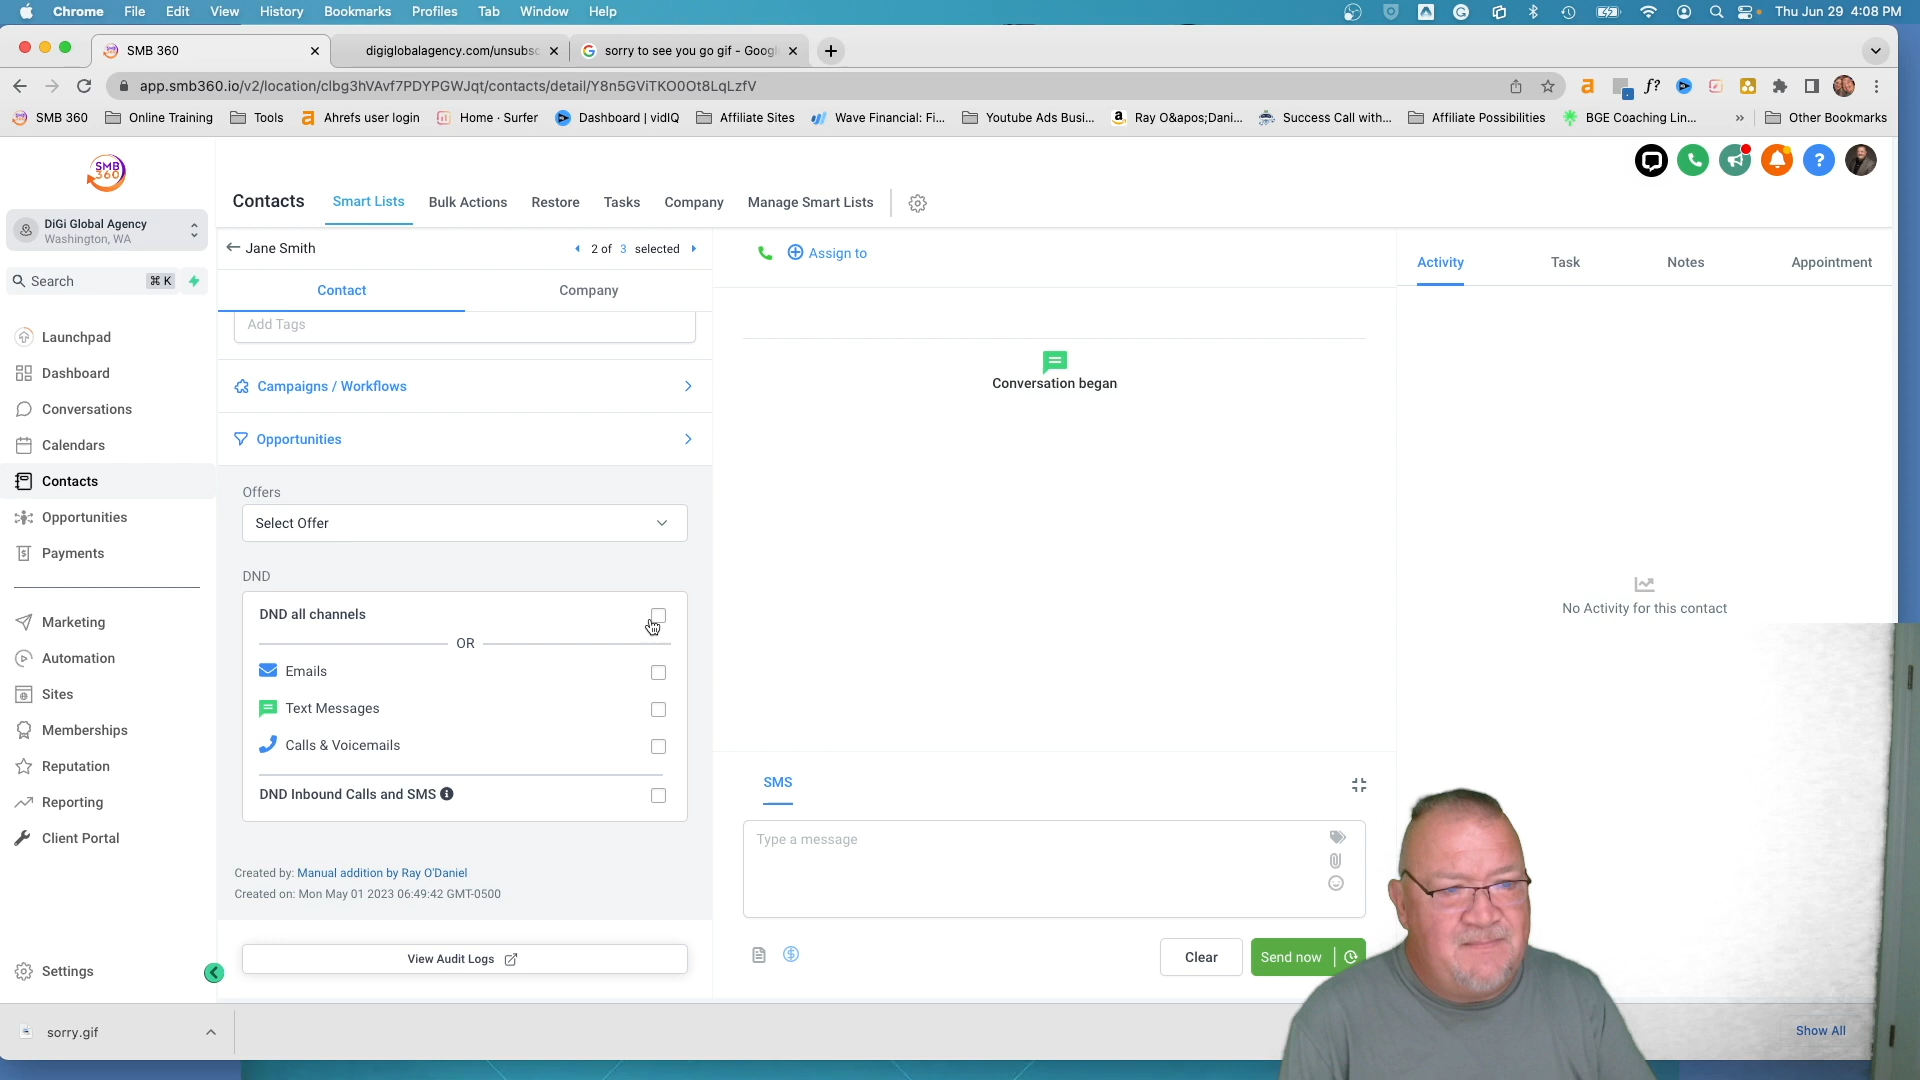 Chrome File Edit View History Bookmarks Profiles Tab Window Help
Thu Jun 29 4:08 PM
SMB 360
digiglobalagency.com/unsubsc
sorry to see you go gif - Googl
app.smb360.io/v2/location/clbg3hVAvf7PDYPGWJqt/contacts/detail/Y8n5GViTKO0Ot8LqLzfV
f?
SMB 360 Online Training Tools Ahrefs user login Home · Surfer Dashboard | vidIQ Affiliate Sites Wave Financial: Fi... Youtube Ads Busi... Ray O&apos;Dani... Success Call with... Affiliate Possibilities BGE Coaching Lin... » Other Bookmarks
SMB
360
DiGi Global Agency
Washington, WA
Search ⌘ K
Launchpad
Dashboard
Conversations
Calendars
Contacts
Opportunities
Payments
Marketing
Automation
Sites
Memberships
Reputation
Reporting
Client Portal
Settings
Contacts Smart Lists Bulk Actions Restore Tasks Company Manage Smart Lists
Jane Smith
2 of 3 selected
Contact Company
Add Tags
Campaigns / Workflows
Opportunities
Offers
Select Offer
DND
DND all channels
OR
Emails
Text Messages
Calls & Voicemails
DND Inbound Calls and SMS
Created by: Manual addition by Ray O'Daniel
Created on: Mon May 01 2023 06:49:42 GMT-0500
View Audit Logs
Assign to
Conversation began
SMS
Type a message
Clear
Send now
Activity Task Notes Appointment
No Activity for this contact
sorry.gif
Show All